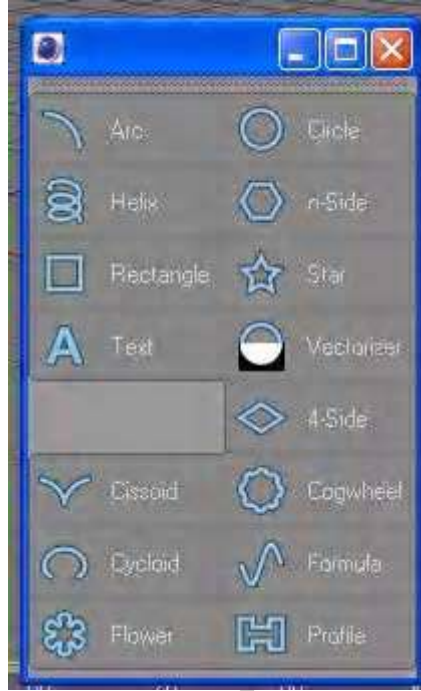 Arc Circle
Helix n-Side
Rectangle Star
Text Vectorizer
4-Side
Cissoid Cogwheel
Cycloid Formula
Flower Profile